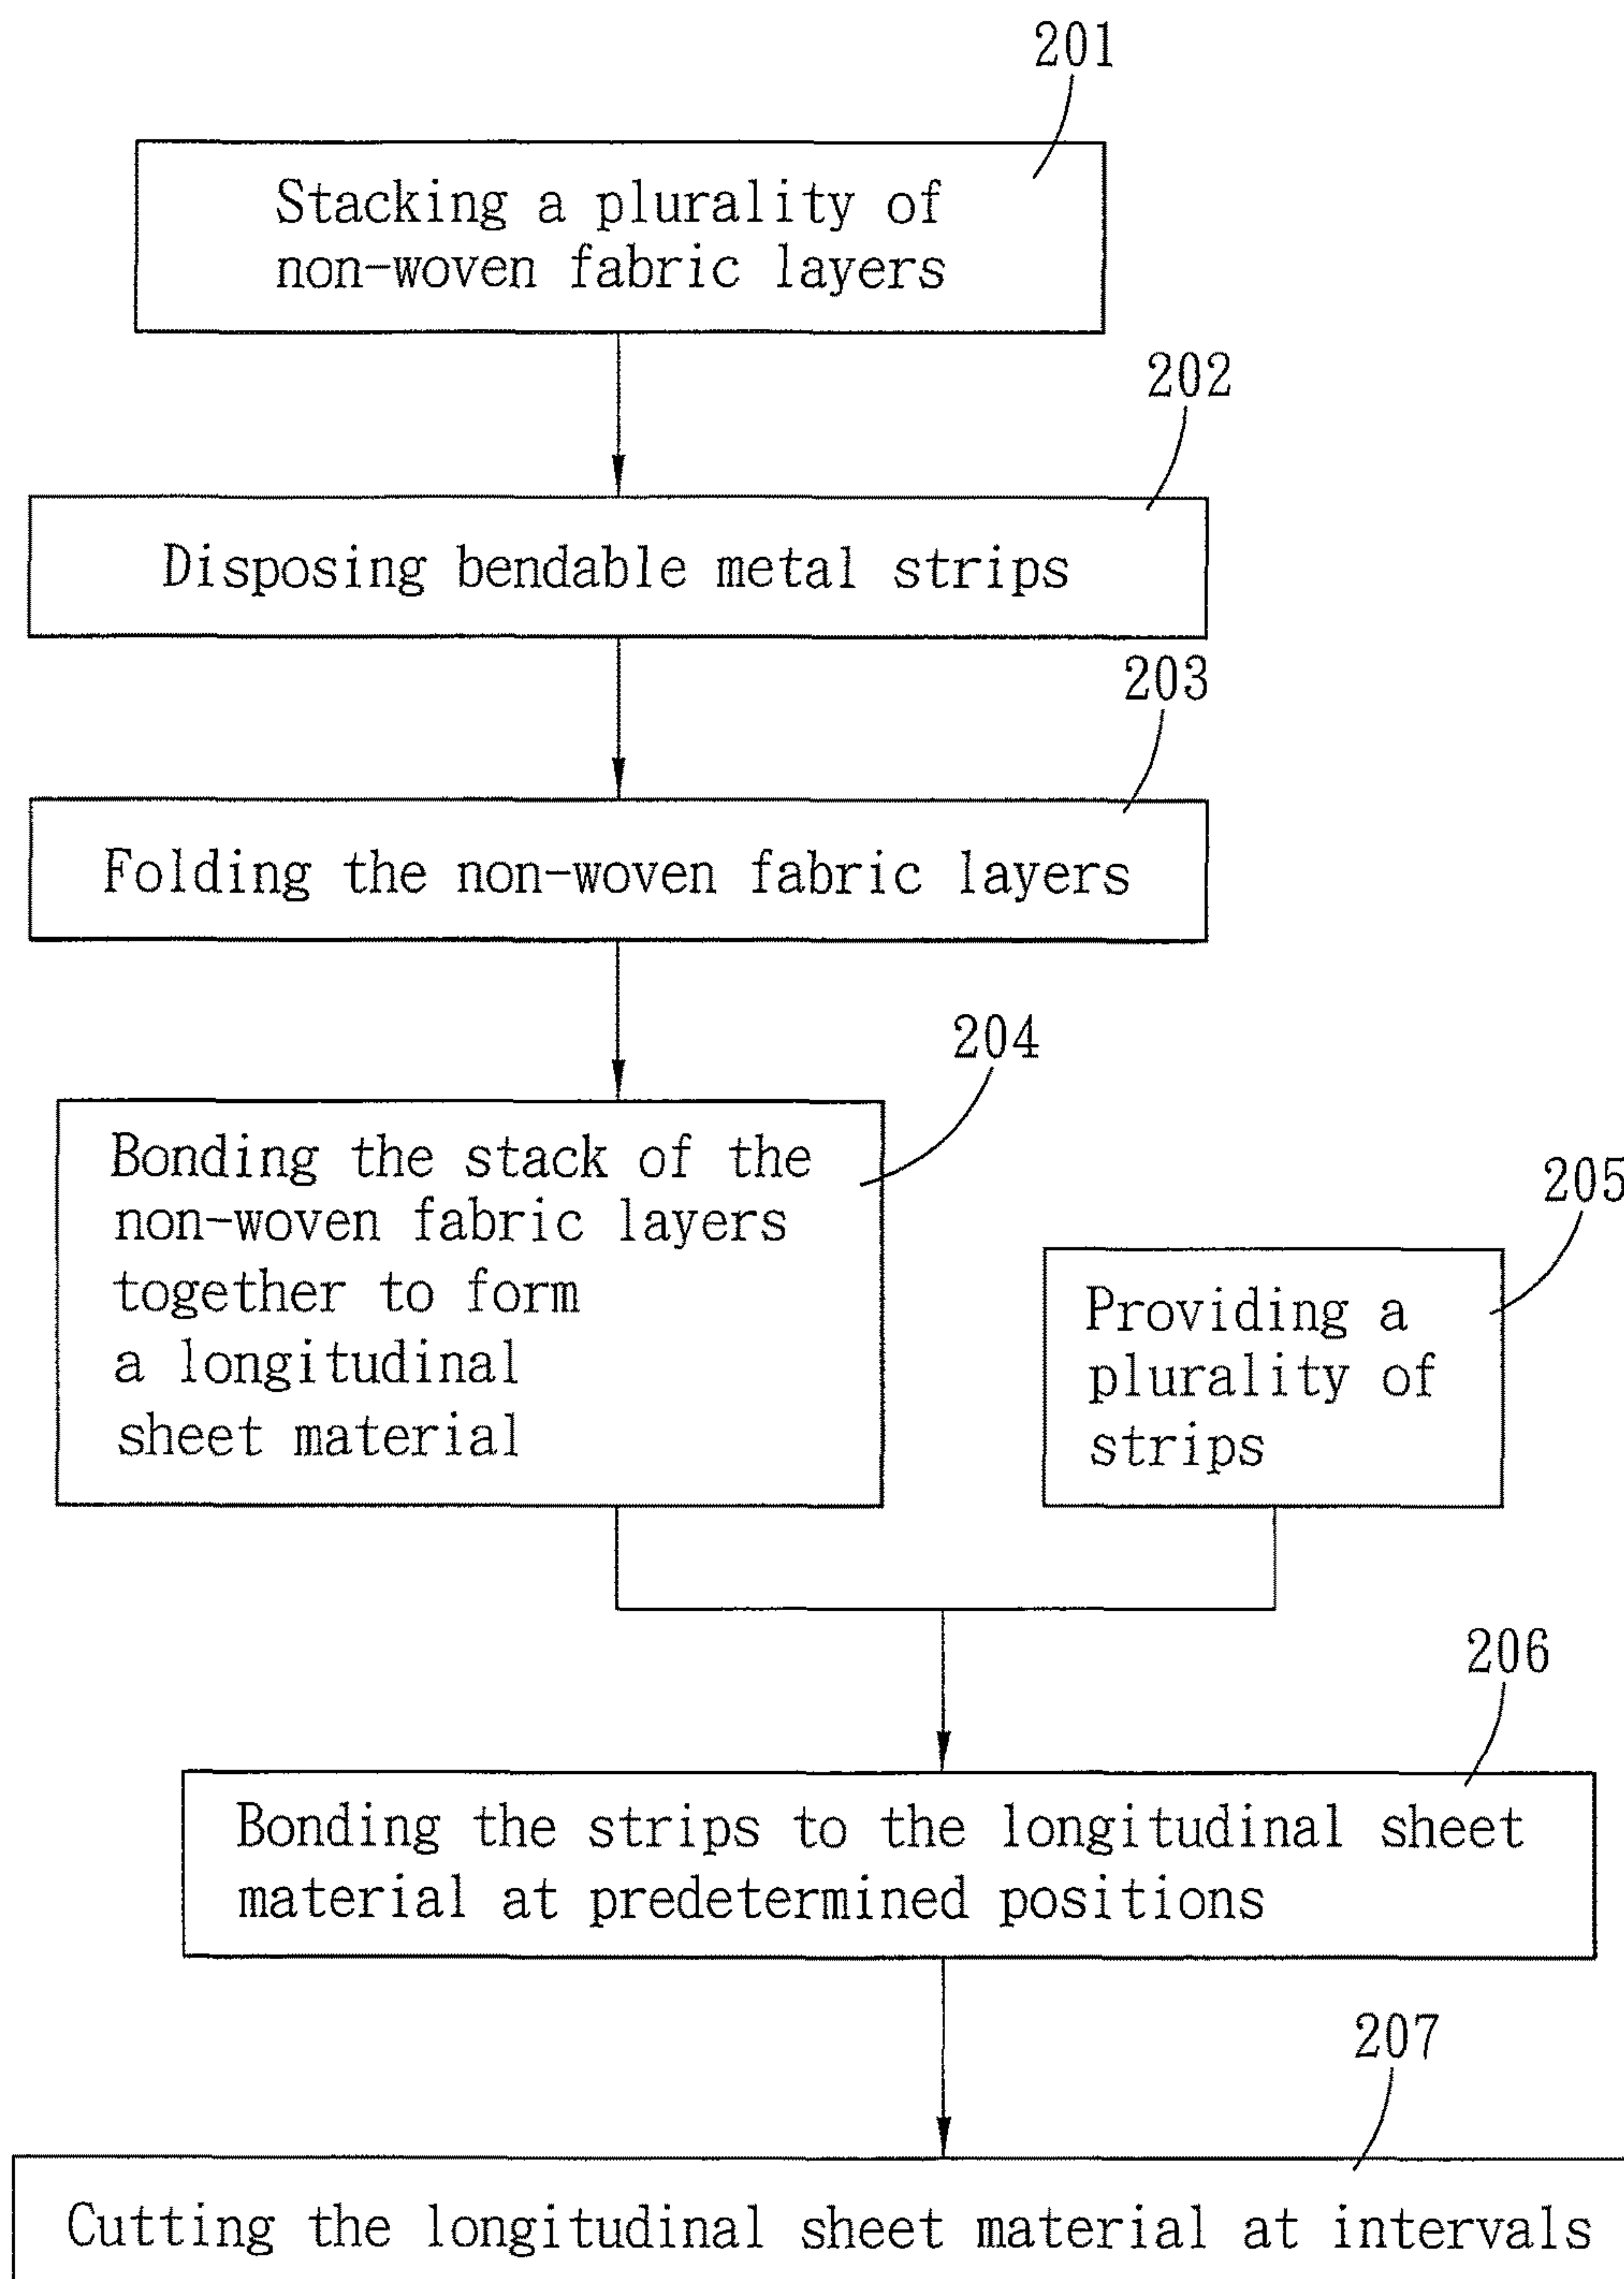 201
Stacking a plurality of
non-woven fabric layers
202
Disposing bendable metal strips
203
Folding the non-woven fabric layers
204
Bonding the stack of the
non-woven fabric layers
together to form
a longitudinal
sheet material
205
Providing a
plurality of
strips
206
Bonding the strips to the longitudinal sheet
material at predetermined positions
207
Cutting the longitudinal sheet material at intervals